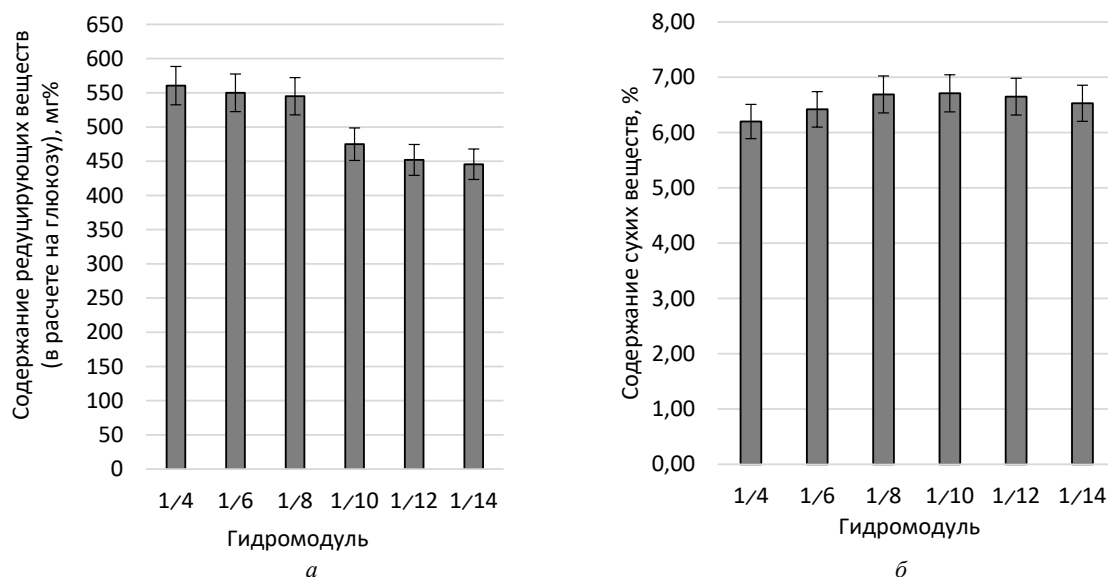 Содержание редуцирующих веществ
(в расчете на глюкозу), мг%
650
600
550
500
450
400
350
300
250
200
150
100
50
0
1/4 1/6 1/8 1/10 1/12 1/14
Гидромодуль
а
Содержание сухих веществ, %
8,00
7,00
6,00
5,00
4,00
3,00
2,00
1,00
0,00
1/4 1/6 1/8 1/10 1/12 1/14
Гидромодуль
б